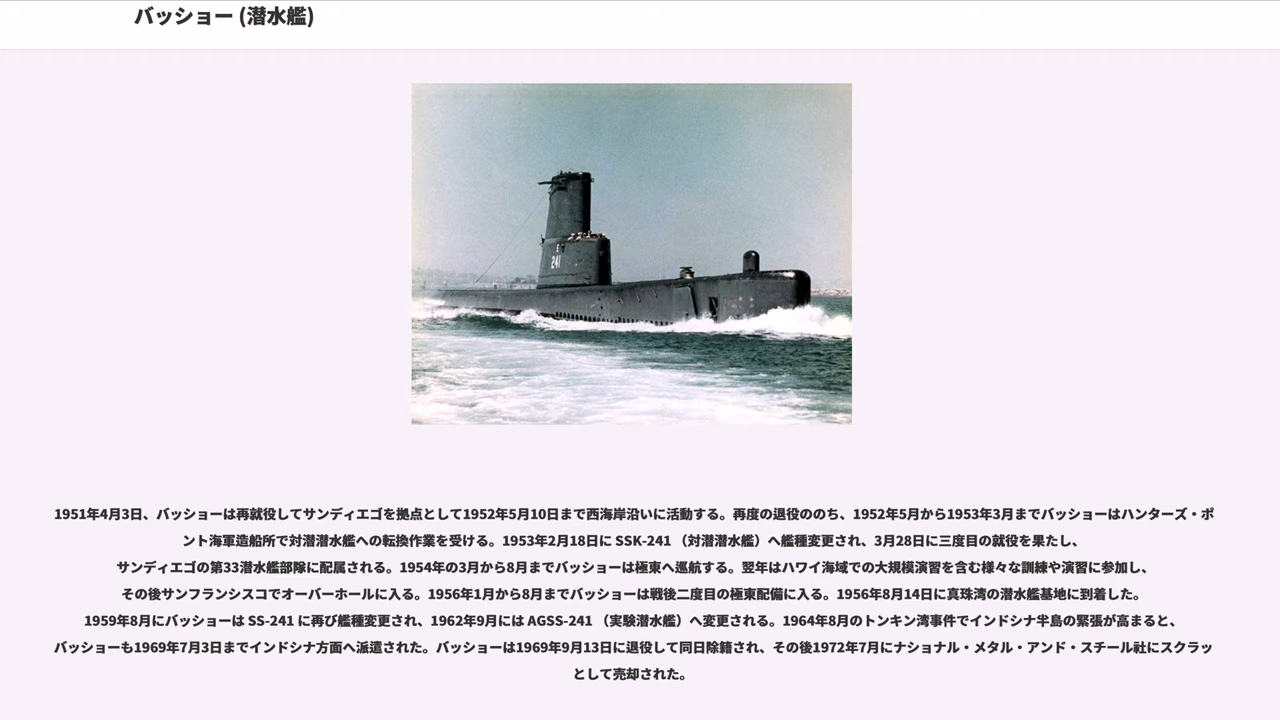 バッショー (潜水艦)
241
1951年4月3日、バッショーは再就役してサンディエゴを拠点として1952年5月10日まで西海岸沿いに活動する。再度の退役ののち、1952年5月から1953年3月までバッショーはハンターズ・ポ
ント海軍造船所で対潜潜水艦への転換作業を受ける。1953年2月18日に SSK-241 （対潜潜水艦）へ艦種変更され、3月28日に三度目の就役を果たし、
サンディエゴの第33潜水艦部隊に配属される。1954年の3月から8月までバッショーは極東へ巡航する。翌年はハワイ海域での大規模演習を含む様々な訓練や演習に参加し、
その後サンフランシスコでオーバーホールに入る。1956年1月から8月までバッショーは戦後二度目の極東配備に入る。1956年8月14日に真珠湾の潜水艦基地に到着した。
1959年8月にバッショーは SS-241 に再び艦種変更され、1962年9月には AGSS-241 （実験潜水艦）へ変更される。1964年8月のトンキン湾事件でインドシナ半島の緊張が高まると、
バッショーも1969年7月3日までインドシナ方面へ派遣された。バッショーは1969年9月13日に退役して同日除籍され、その後1972年7月にナショナル・メタル・アンド・スチール社にスクラッ
として売却された。